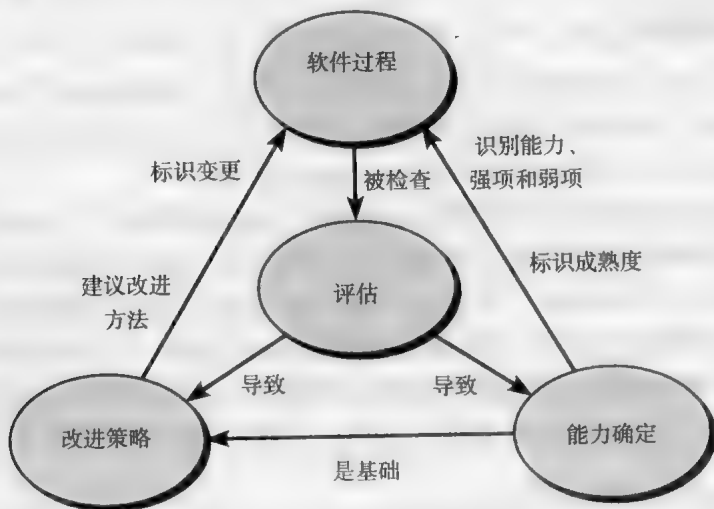 软件过程
识别能力、
强项和弱项
标识变更
被检查
标识成熟度
建议改进
方法
评估
导致
导致
改进策略
能力确定
是基础